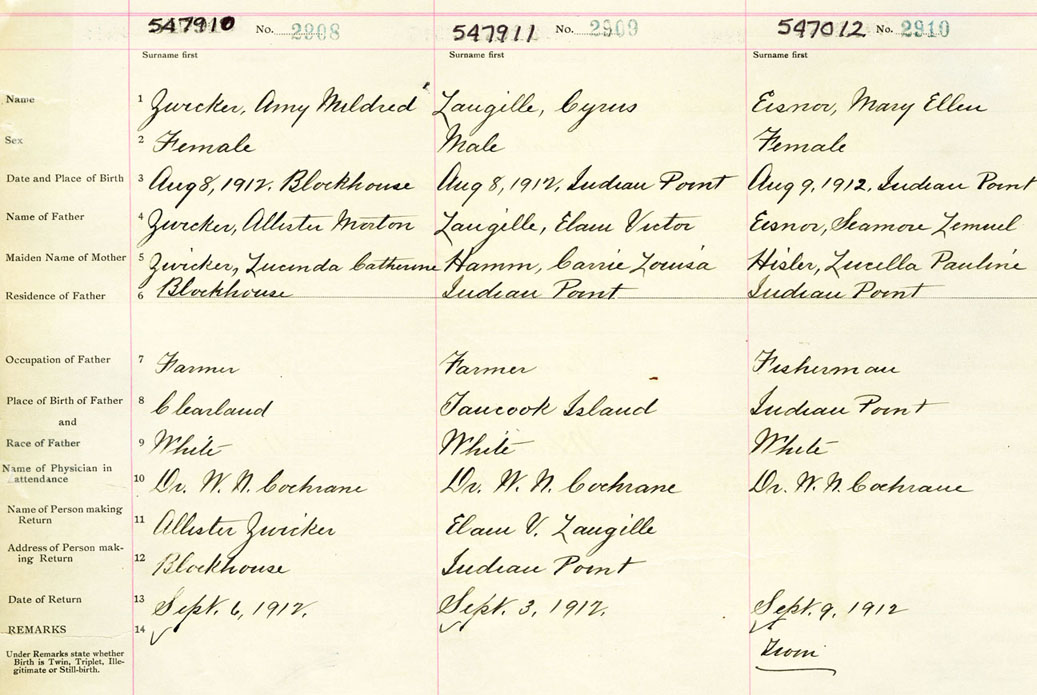 547910 No. 2908 547911 No. 2909 547012 No. 2910
Surname first Surname first Surname first
Name 1 Zwicker, Amy Mildred Langille, Cyrus Eisnor, Mary Ellen
Sex 2 Female Male Female
Date and Place of Birth 3 Aug 8, 1912. Blockhouse Aug 8, 1912. Indian Point Aug 9, 1912. Indian Point
Name of Father 4 Zwicker, Allister Morton Langille, Elam Victor Eisnor, Seamore Lemuel
Maiden Name of Mother 5 Zwicker, Lucinda Catherine Hamm, Carrie Louisa Hisler, Lucella Pauline
Residence of Father 6 Blockhouse Indian Point Indian Point
Occupation of Father 7 Farmer Farmer Fisherman
Place of Birth of Father 8 Clearland Tancook Island Indian Point
and
Race of Father 9 White White White
Name of Physician in
attendance 10 Dr. W. N. Cochrane Dr. W. N. Cochrane Dr. W. N. Cochrane
Name of Person making
Return 11 Allister Zwicker Elam V. Langille
Address of Person mak-
ing Return 12 Blockhouse Indian Point
Date of Return 13 Sept. 6, 1912. Sept. 3, 1912. Sept. 9, 1912
REMARKS 14
Under Remarks state whether
Birth is Twin, Triplet, Ille-
gitimate or Still-birth.
Twin